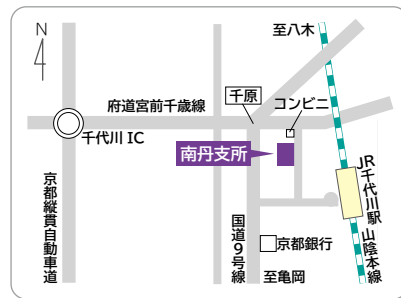 N
至八木
千原
コンビニ
府道宮前千歳線
千代川 IC
南丹支所
JR千代川駅
山陰本線
京都縦貫自動車道
国道9号線
京都銀行
至亀岡